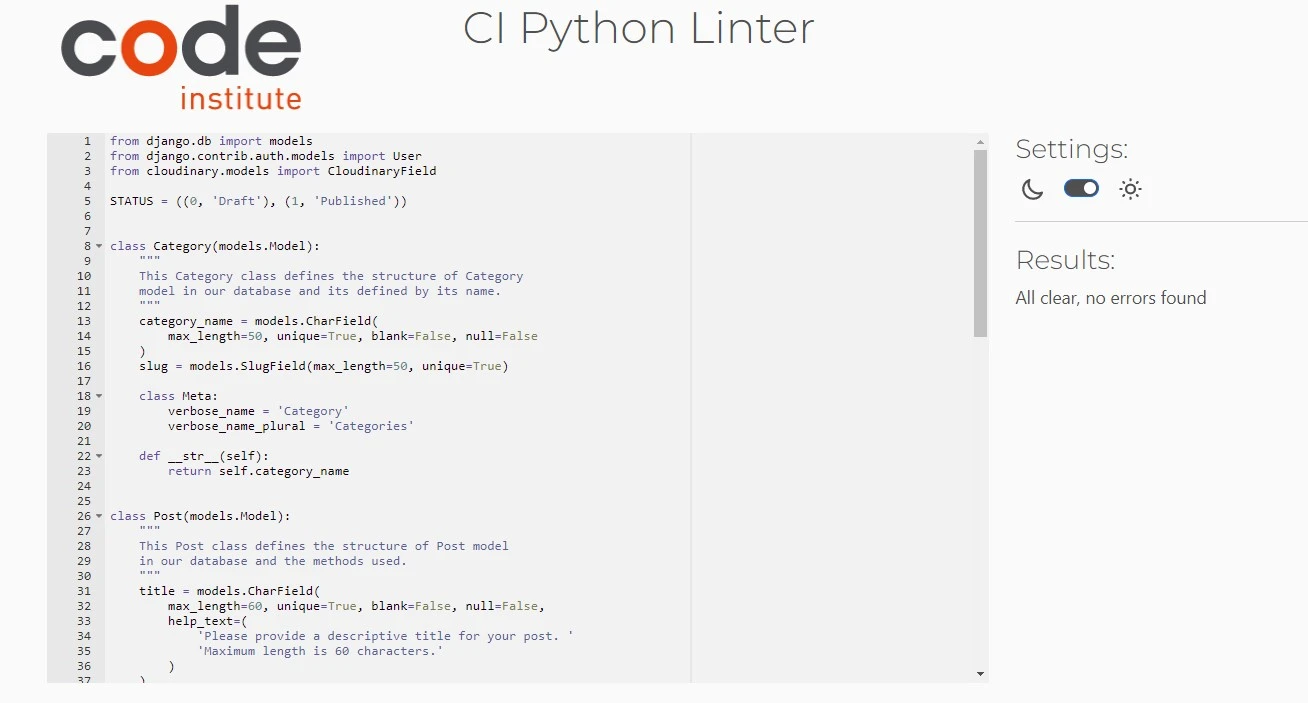 code
institute
CI Python Linter
1 from django.db import models
2 from django.contrib.auth.models import User
3 from cloudinary.models import CloudinaryField
4
5 STATUS = ((0, 'Draft'), (1, 'Published'))
6
7
8 class Category(models.Model):
9     """
10     This Category class defines the structure of Category
11     model in our database and its defined by its name.
12     """
13     category_name = models.CharField(
14         max_length=50, unique=True, blank=False, null=False
15     )
16     slug = models.SlugField(max_length=50, unique=True)
17
18     class Meta:
19         verbose_name = 'Category'
20         verbose_name_plural = 'Categories'
21
22     def __str__(self):
23         return self.category_name
24
25
26 class Post(models.Model):
27     """
28     This Post class defines the structure of Post model
29     in our database and the methods used.
30     """
31     title = models.CharField(
32         max_length=60, unique=True, blank=False, null=False,
33         help_text=(
34             'Please provide a descriptive title for your post. '
35             'Maximum length is 60 characters.'
36         )
37     )
Settings:
Results:
All clear, no errors found